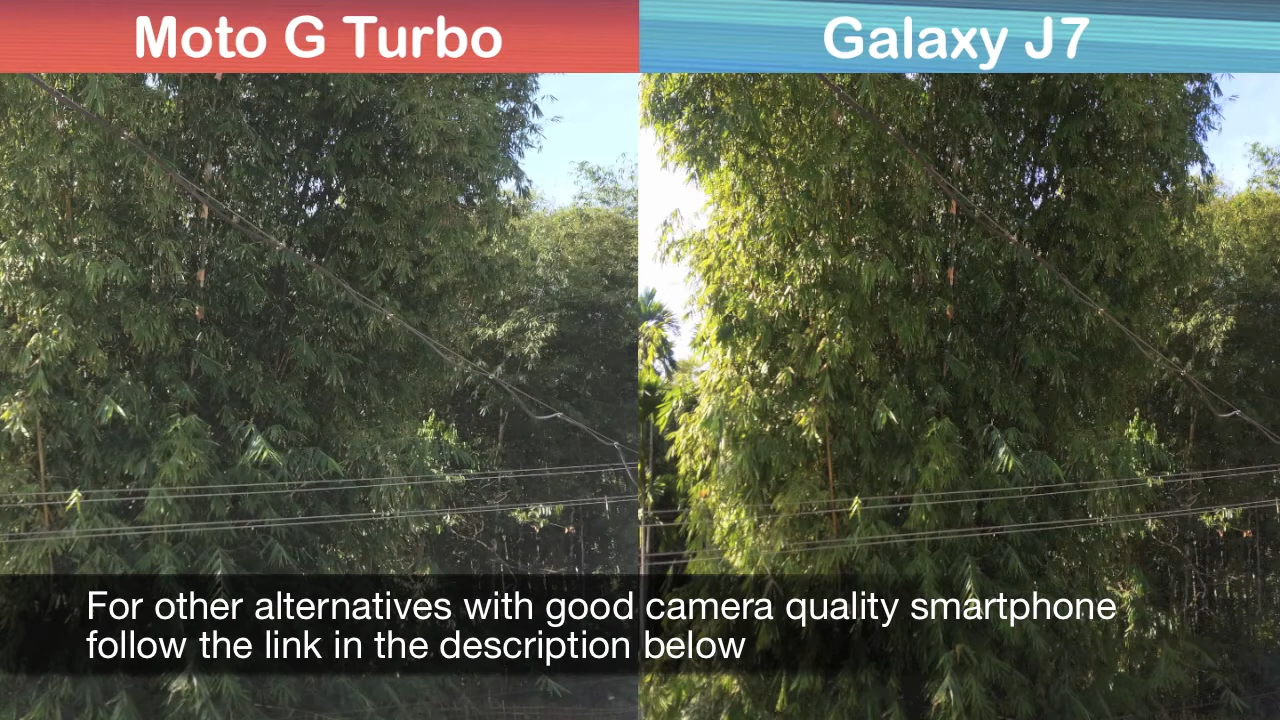 Moto G Turbo
Galaxy J7
For other alternatives with good camera quality smartphone
follow the link in the description below